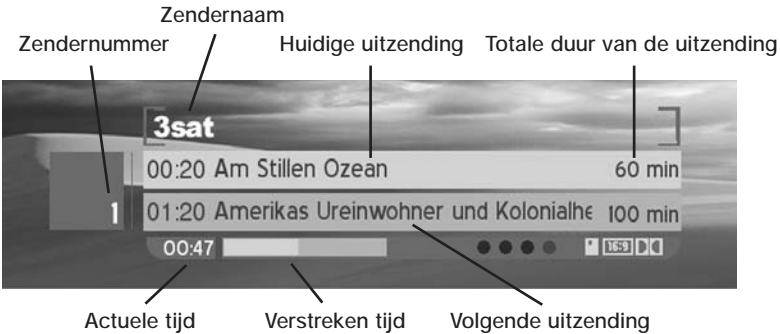 Zendernaam
Zendernummer
Huidige uitzending
Totale duur van de uitzending
3sat
00:20 Am Stillen Ozean 60 min
1
01:20 Amerikas Ureinwohner und Kolonialhe 100 min
00:47
16:9
Actuele tijd
Verstreken tijd
Volgende uitzending